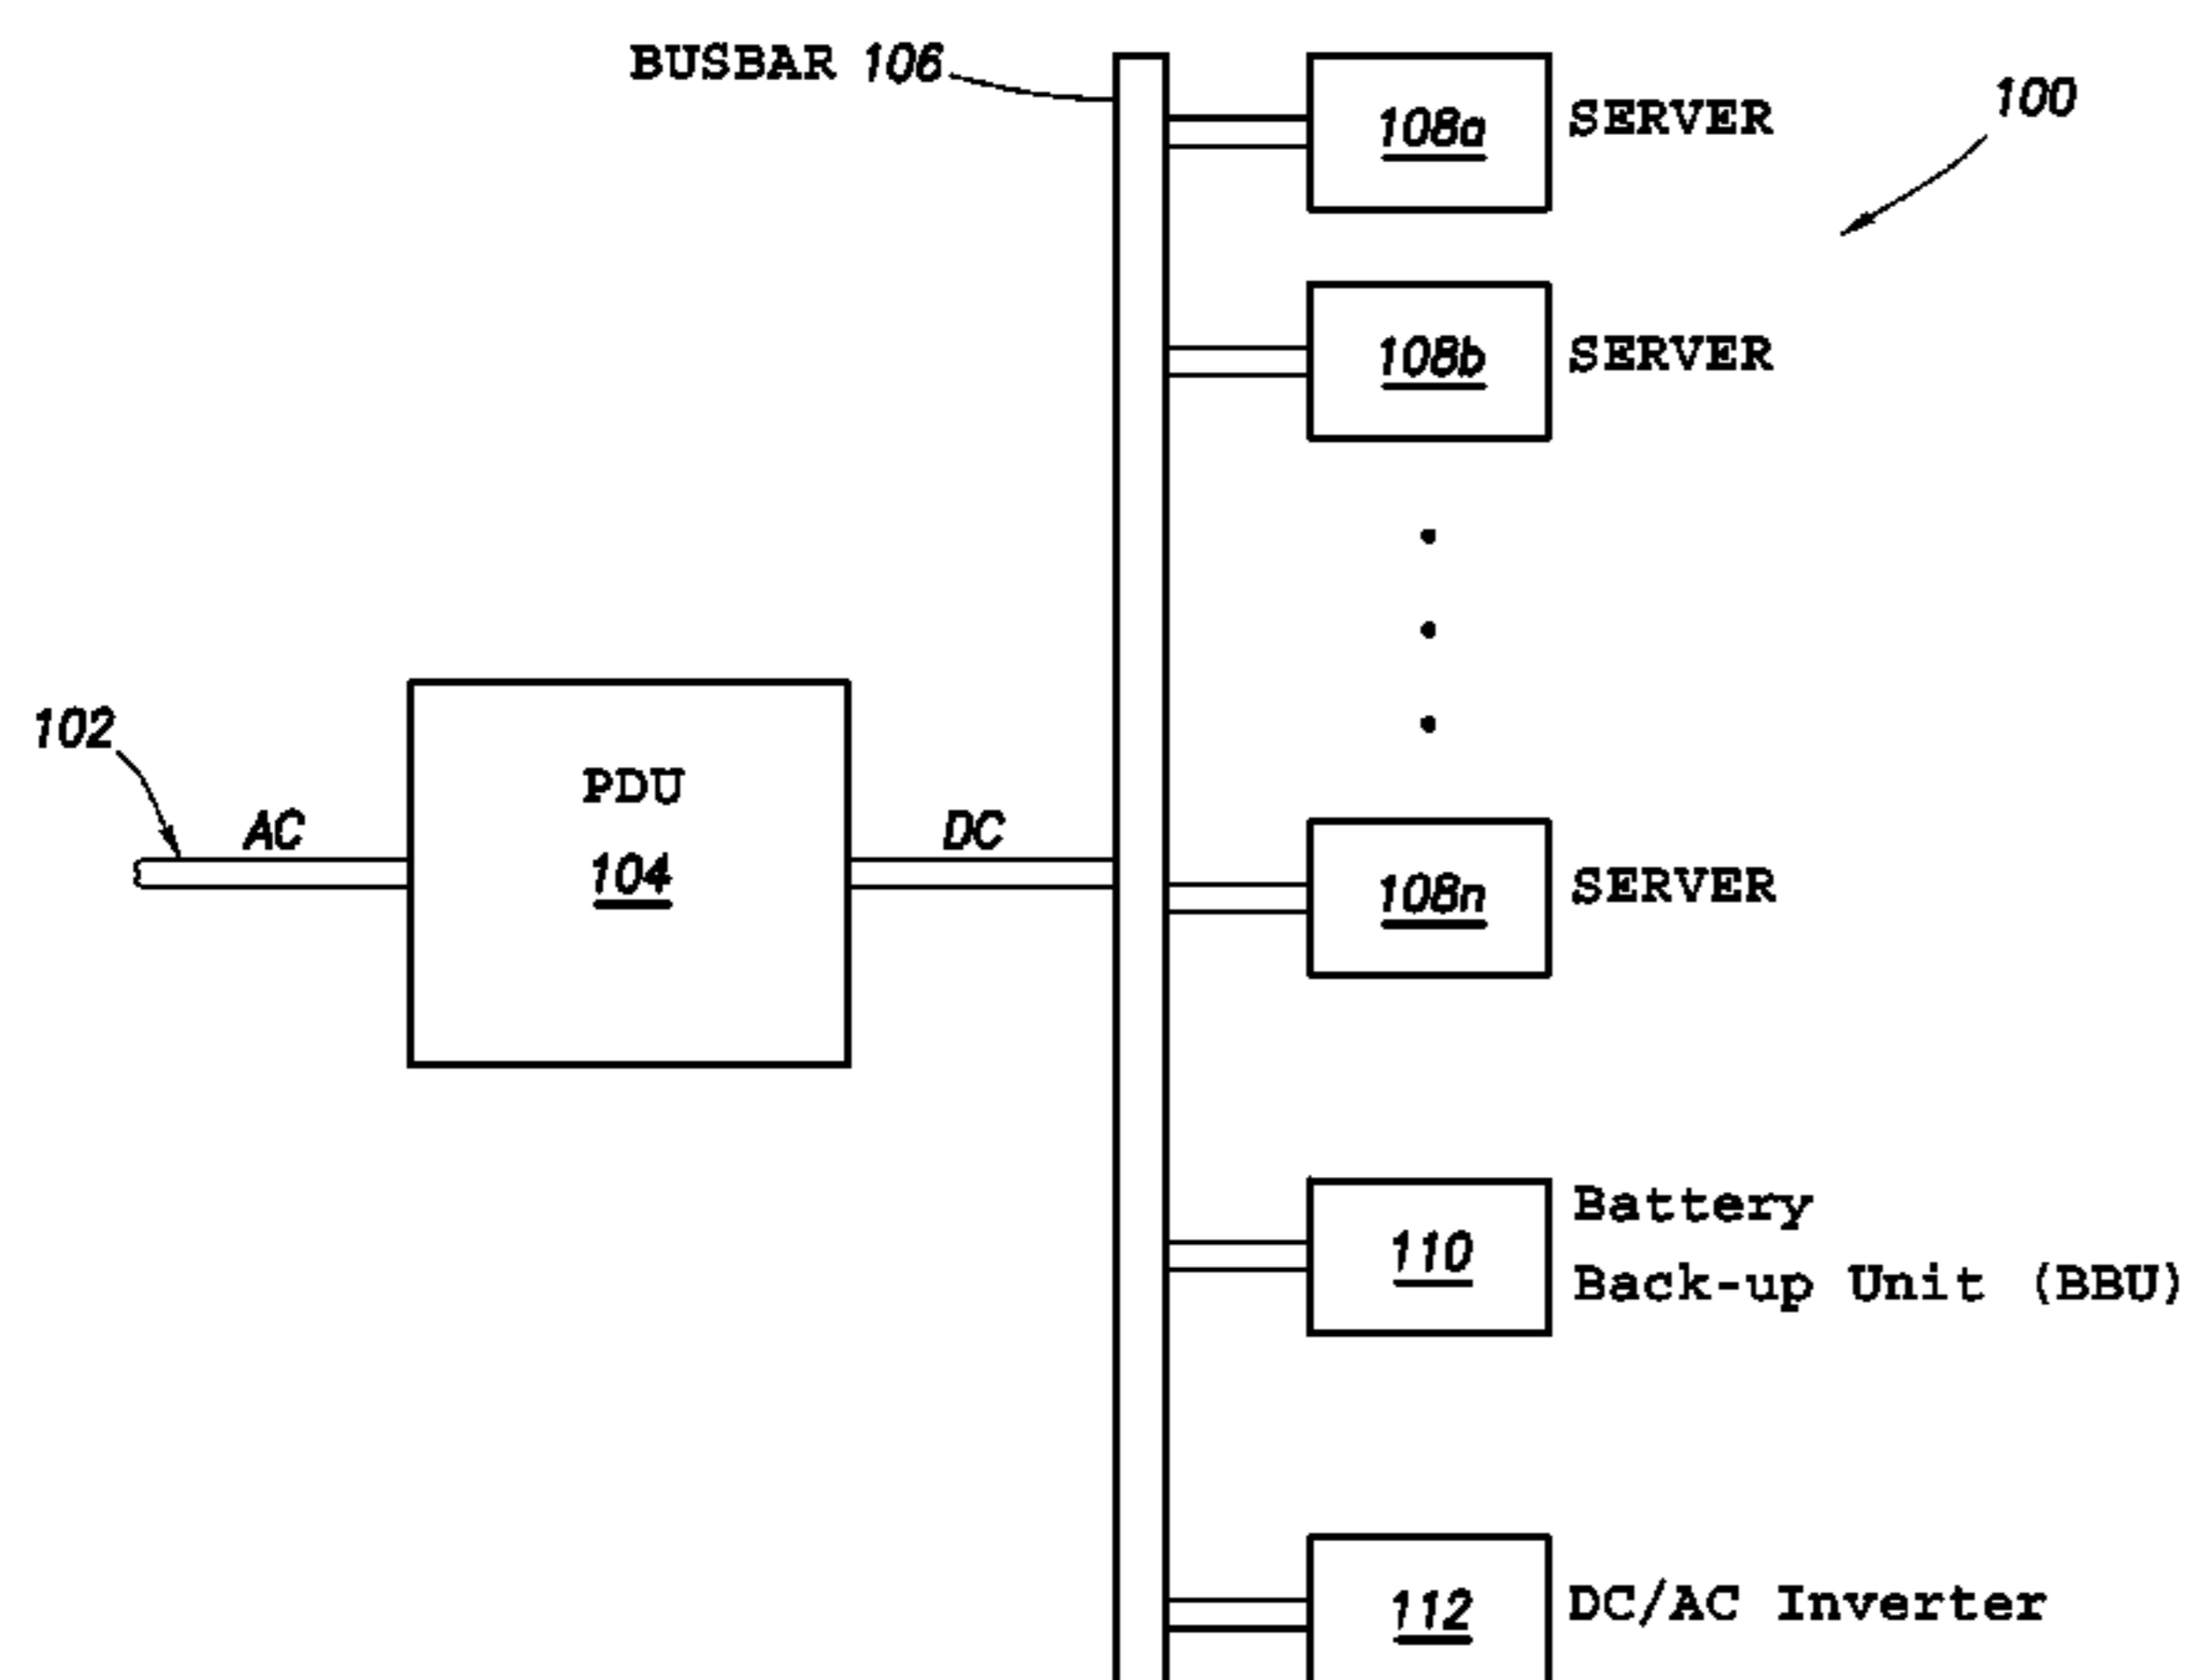 BUSBAR 106
108a SERVER
100
108b SERVER
102
AC
PDU
104
DC
108n SERVER
110
Battery
Back-up Unit (BBU)
112 DC/AC Inverter